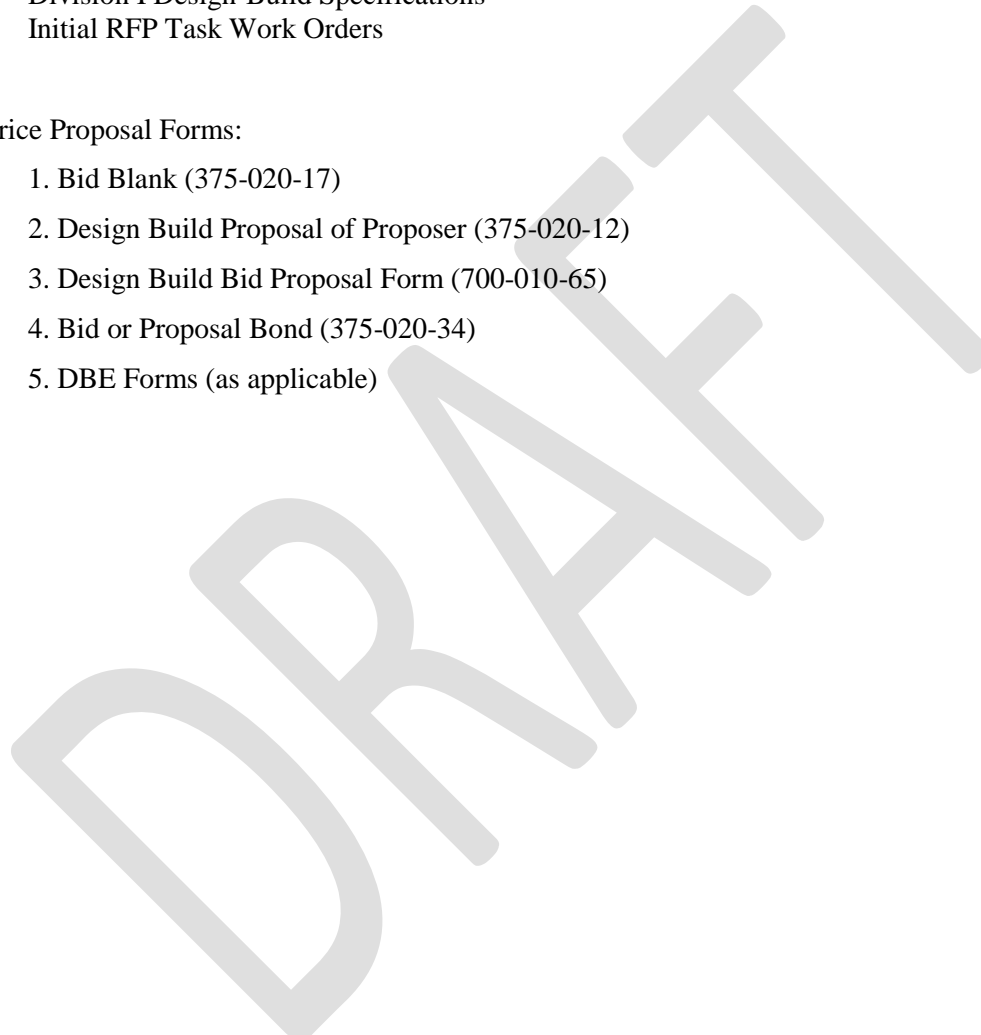 Division I Design-Build Specifications
Initial RFP Task Work Orders
rice Proposal Forms:
1. Bid Blank (375-020-17)
2. Design Build Proposal of Proposer (375-020-12)
3. Design Build Bid Proposal Form (700-010-65)
4. Bid or Proposal Bond (375-020-34)
5. DBE Forms (as applicable)
DRAFT